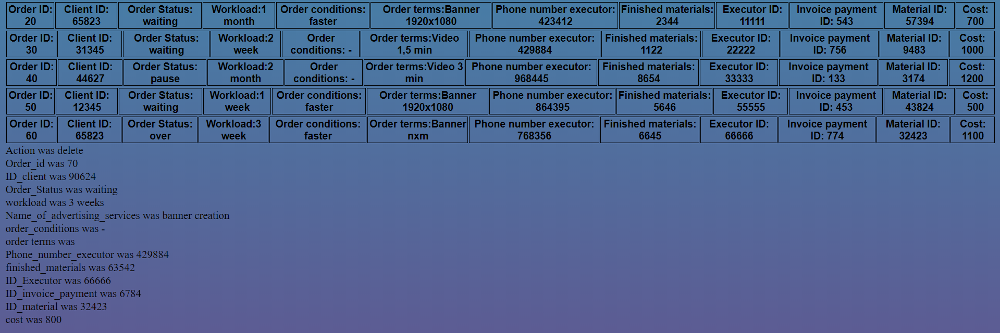 Order ID: Client ID: Order Status: Workload:1 Order conditions: Order terms:Banner Phone number executor: Finished materials: Executor ID: Invoice payment Material ID: Cost:
20 65823 waiting month faster 1920x1080 423412 2344 11111 ID: 543 57394 700
Order ID: Client ID: Order Status: Workload:2 Order Order terms:Video Phone number executor: Finished materials: Executor ID: Invoice payment Material ID: Cost:
30 31345 waiting week conditions: - 1,5 min 429884 1122 22222 ID: 756 9483 1000
Order ID: Client ID: Order Status: Workload:2 Order Order terms:Video 3 Phone number executor: Finished materials: Executor ID: Invoice payment Material ID: Cost:
40 44627 pause month conditions: - min 968445 8654 33333 ID: 133 3174 1200
Order ID: Client ID: Order Status: Workload:1 Order conditions: Order terms:Banner Phone number executor: Finished materials: Executor ID: Invoice payment Material ID: Cost:
50 12345 waiting week faster 1920x1080 864395 5646 55555 ID: 453 43824 500
Order ID: Client ID: Order Status: Workload:3 Order conditions: Order terms:Banner Phone number executor: Finished materials: Executor ID: Invoice payment Material ID: Cost:
60 65823 over week faster nxm 768356 6645 66666 ID: 774 32423 1100
Action was delete
Order_id was 70
ID_client was 90624
Order_Status was waiting
workload was 3 weeks
Name_of_advertising_services was banner creation
order_conditions was -
order terms was
Phone_number_executor was 429884
finished_materials was 63542
ID_Executor was 66666
ID_invoice_payment was 6784
ID_material was 32423
cost was 800